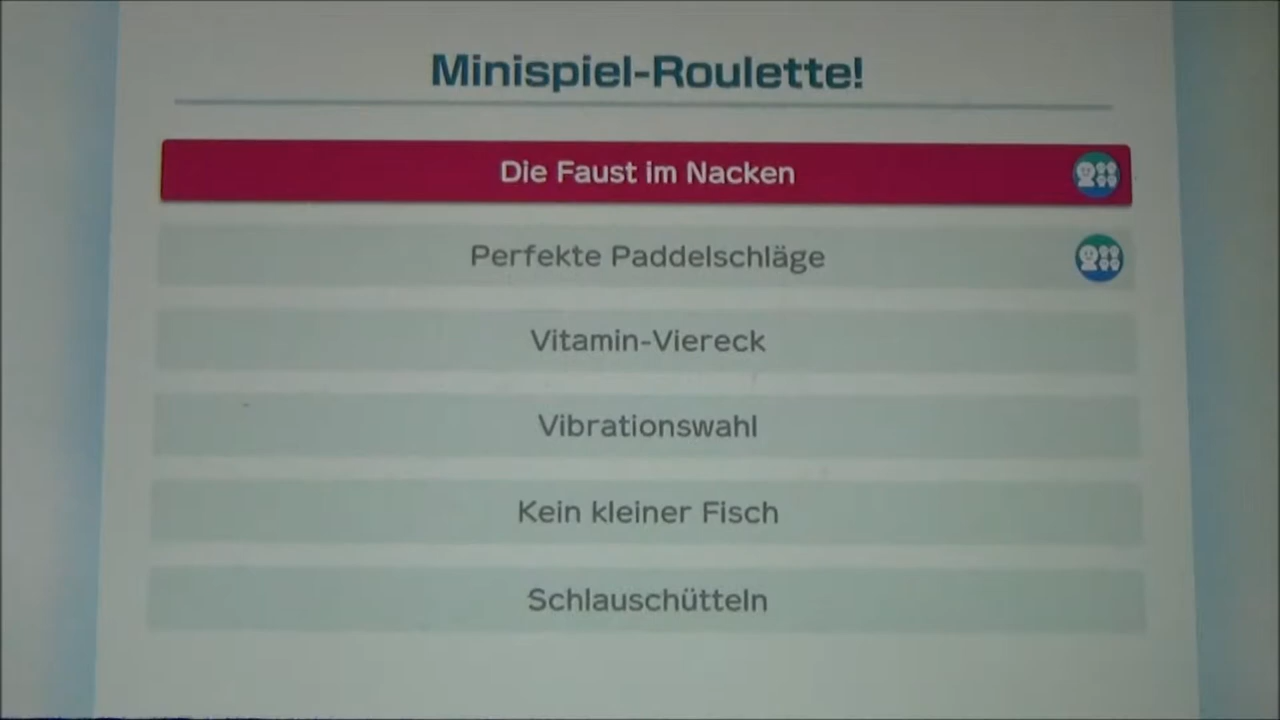 Minispiel-Roulette!
Die Faust im Nacken
Perfekte Paddelschläge
Vitamin-Viereck
Vibrationswahl
Kein kleiner Fisch
Schlauschütteln